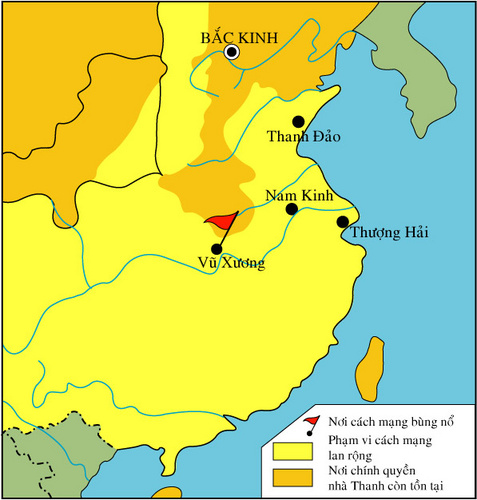 BẮC KINH
Thanh Đảo
Nam Kinh
Thượng Hải
Vũ Xương
Nơi cách mạng bùng nổ
Phạm vi cách mạng
lan rộng
Nơi chính quyền
nhà Thanh còn tồn tại